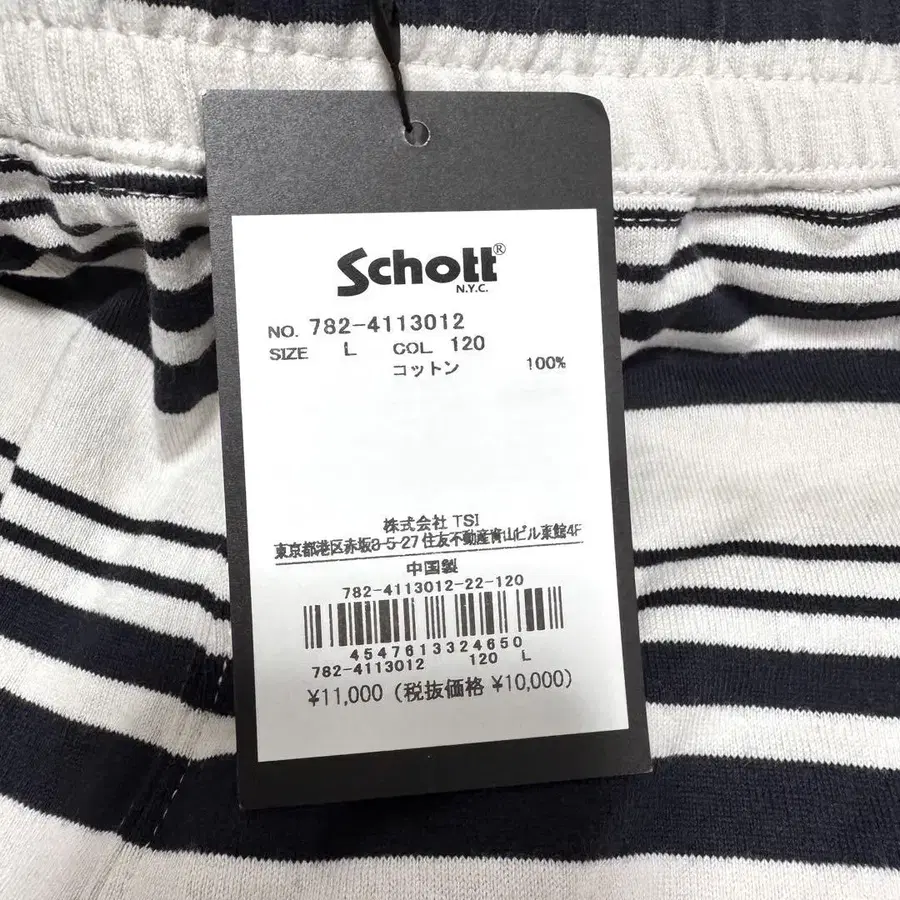 Schott®
N.Y.C.
NO. 782-4113012
SIZE L COL 120
コットン 100%
株式会社 TSI
東京都港区赤坂8-5-27 住友不動産青山ビル東館4F
中国製
782-4113012-22-120
4547613324650
782-4113012 120 L
¥11,000 (税抜価格 ¥10,000)